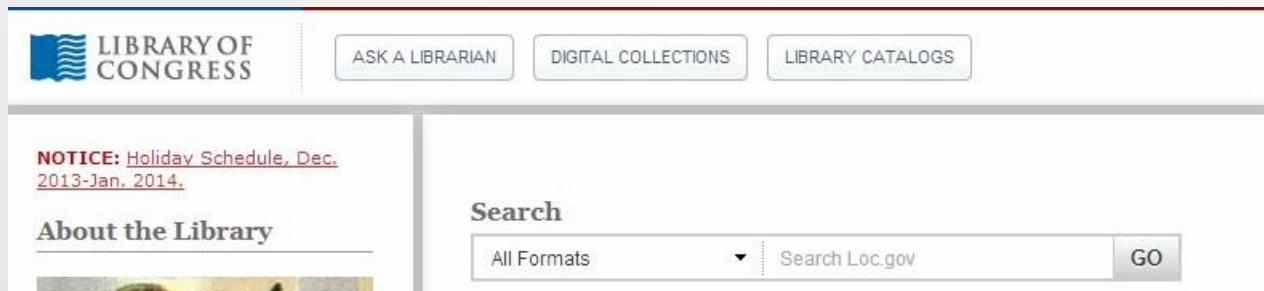 LIBRARY OF
CONGRESS
ASK A LIBRARIAN
DIGITAL COLLECTIONS
LIBRARY CATALOGS
NOTICE: Holiday Schedule, Dec.
2013-Jan. 2014.
About the Library
Search
All Formats
Search Loc.gov
GO